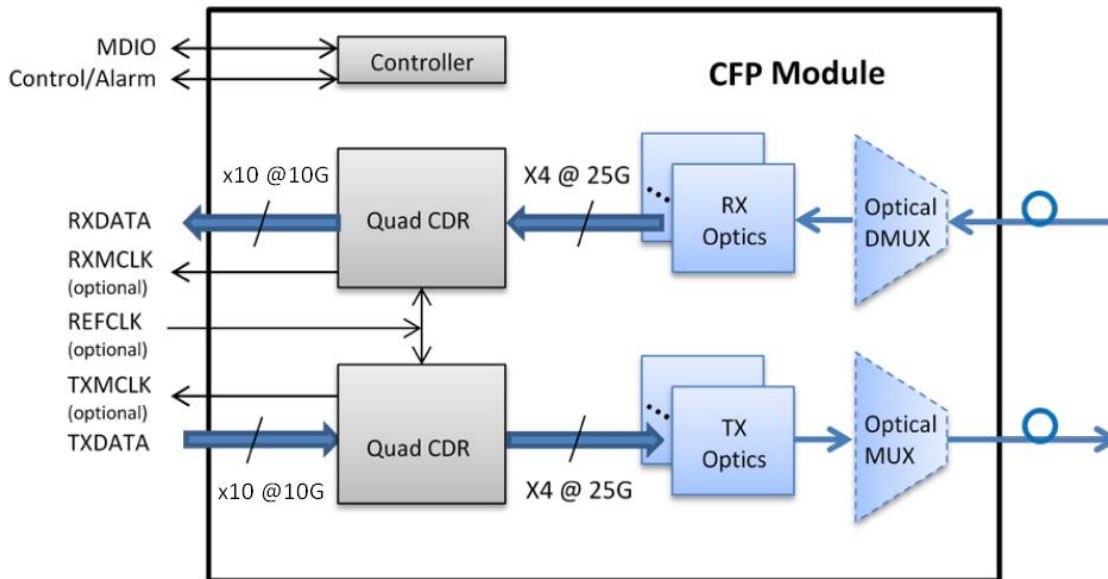 MDIO
Control/Alarm
Controller
CFP Module
x10 @10G
X4 @ 25G
RXDATA
Quad CDR
RX
Optics
Optical
DMUX
RXMCLK
(optional)
REFCLK
(optional)
TXMCLK
(optional)
TXDATA
Quad CDR
TX
Optics
Optical
MUX
x10 @10G
X4 @ 25G